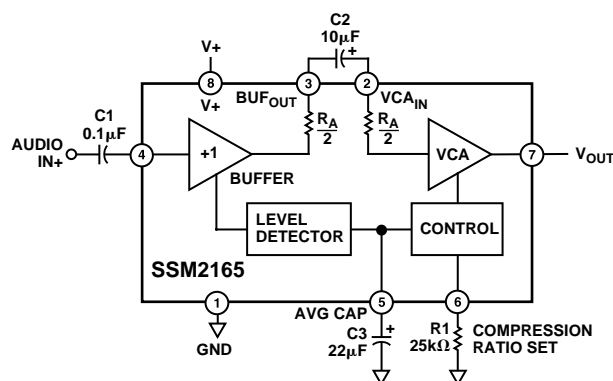 C2
10μF
+
V+
8
V+
3
BUFOUT
2
VCAIN
C1
0.1μF
RA
2
RA
2
AUDIO
IN+
4
+1
BUFFER
VCA
7
VOUT
LEVEL
DETECTOR
CONTROL
SSM2165
1
GND
AVG CAP
5
6
C3
22μF
+
R1
25kΩ
COMPRESSION
RATIO SET